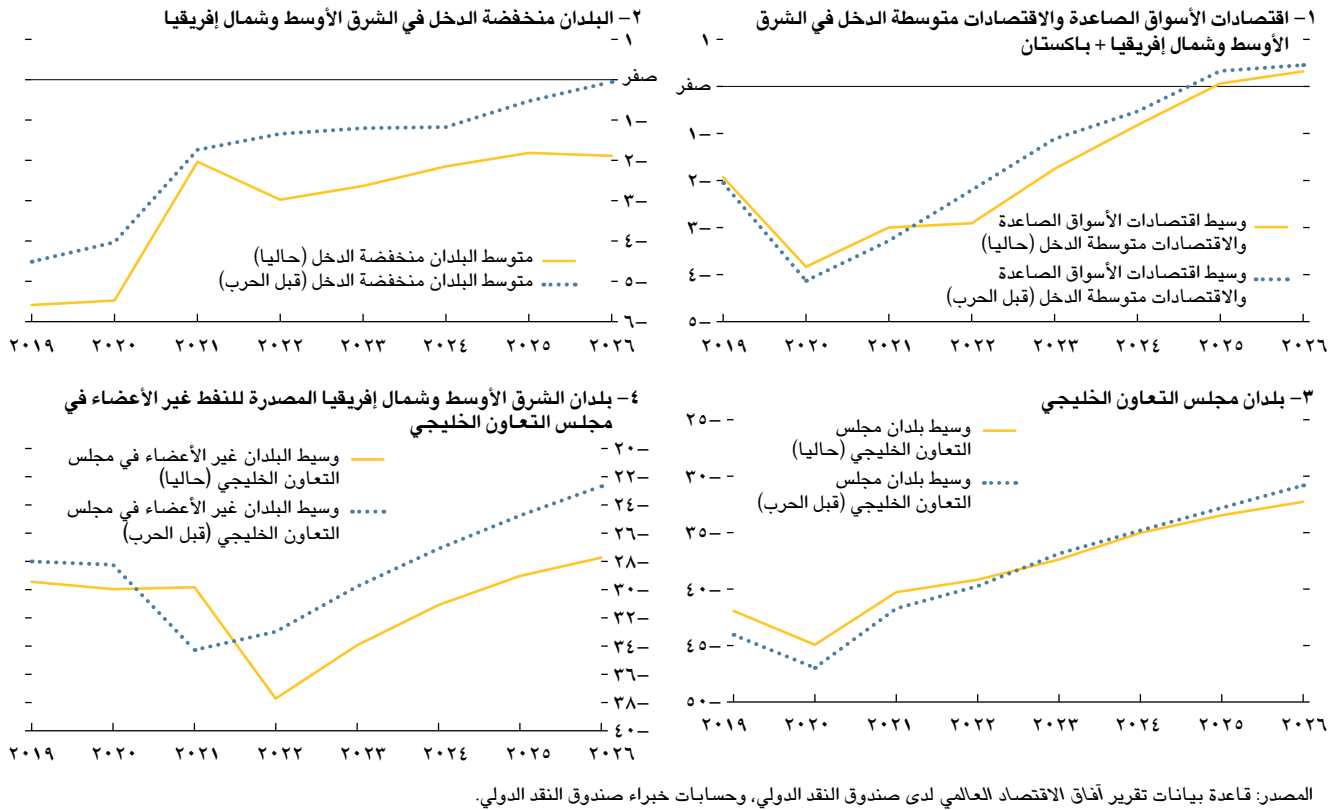 ١– اقتصادات الأسواق الصاعدة والاقتصادات متوسطة الدخل في الشرق
الأوسط وشمال إفريقيا + باكستان
١
صفر
–١
–٢
–٣
–٤
–٥
وسيط اقتصادات الأسواق الصاعدة
والاقتصادات متوسطة الدخل (حاليا)
وسيط اقتصادات الأسواق الصاعدة
والاقتصادات متوسطة الدخل (قبل الحرب)
٢٠١٩ ٢٠٢٠ ٢٠٢١ ٢٠٢٢ ٢٠٢٣ ٢٠٢٤ ٢٠٢٥ ٢٠٢٦
٢– البلدان منخفضة الدخل في الشرق الأوسط وشمال إفريقيا
١
صفر
–١
–٢
–٣
–٤
–٥
–٦
متوسط البلدان منخفضة الدخل (حاليا)
متوسط البلدان منخفضة الدخل (قبل الحرب)
٢٠١٩ ٢٠٢٠ ٢٠٢١ ٢٠٢٢ ٢٠٢٣ ٢٠٢٤ ٢٠٢٥ ٢٠٢٦
٣– بلدان مجلس التعاون الخليجي
–٢٥
–٣٠
–٣٥
–٤٠
–٤٥
–٥٠
وسيط بلدان مجلس
التعاون الخليجي (حاليا)
وسيط بلدان مجلس
التعاون الخليجي (قبل الحرب)
٢٠١٩ ٢٠٢٠ ٢٠٢١ ٢٠٢٢ ٢٠٢٣ ٢٠٢٤ ٢٠٢٥ ٢٠٢٦
٤– بلدان الشرق الأوسط وشمال إفريقيا المصدرة للنفط غير الأعضاء في
مجلس التعاون الخليجي
–٢٠
–٢٢
–٢٤
–٢٦
–٢٨
–٣٠
–٣٢
–٣٤
–٣٦
–٣٨
–٤٠
وسيط البلدان غير الأعضاء في مجلس
التعاون الخليجي (حاليا)
وسيط البلدان غير الأعضاء في مجلس
التعاون الخليجي (قبل الحرب)
٢٠١٩ ٢٠٢٠ ٢٠٢١ ٢٠٢٢ ٢٠٢٣ ٢٠٢٤ ٢٠٢٥ ٢٠٢٦
المصدر: قاعدة بيانات تقرير آفاق الاقتصاد العالمي لدى صندوق النقد الدولي، وحسابات خبراء صندوق النقد الدولي.